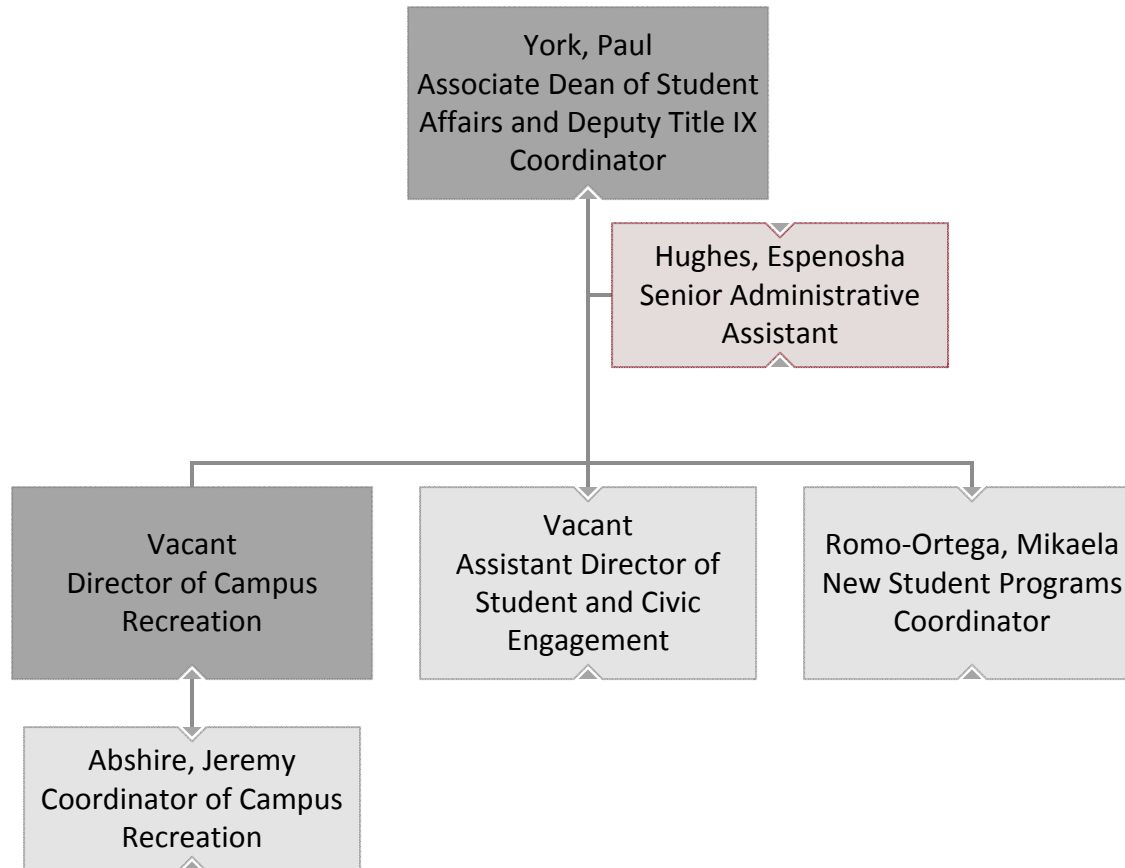 York, Paul
Associate Dean of Student
Affairs and Deputy Title IX
Coordinator
Hughes, Espenosha
Senior Administrative
Assistant
Vacant
Director of Campus
Recreation
Vacant
Assistant Director of
Student and Civic
Engagement
Romo-Ortega, Mikaela
New Student Programs
Coordinator
Abshire, Jeremy
Coordinator of Campus
Recreation